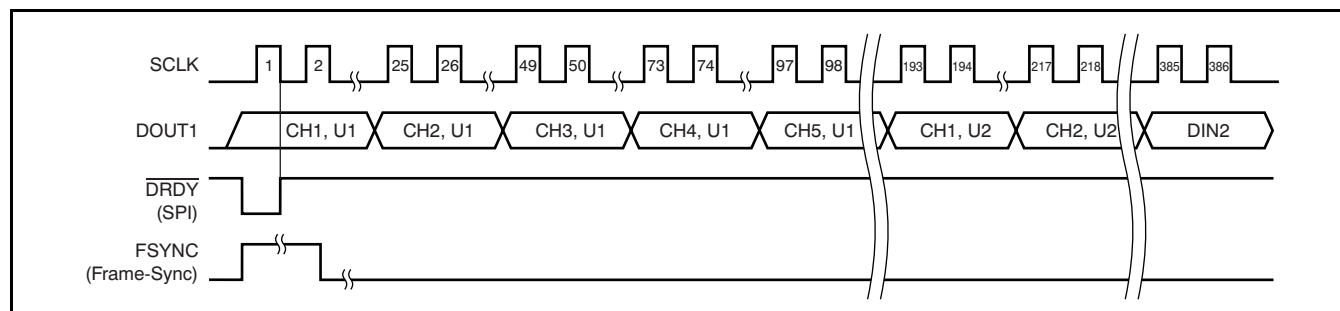 SCLK 1 2 25 26 49 50 73 74 97 98 193 194 217 218 385 386
DOUT1 CH1, U1 CH2, U1 CH3, U1 CH4, U1 CH5, U1 CH1, U2 CH2, U2 DIN2
DRDY
(SPI)
FSYNC
(Frame-Sync)